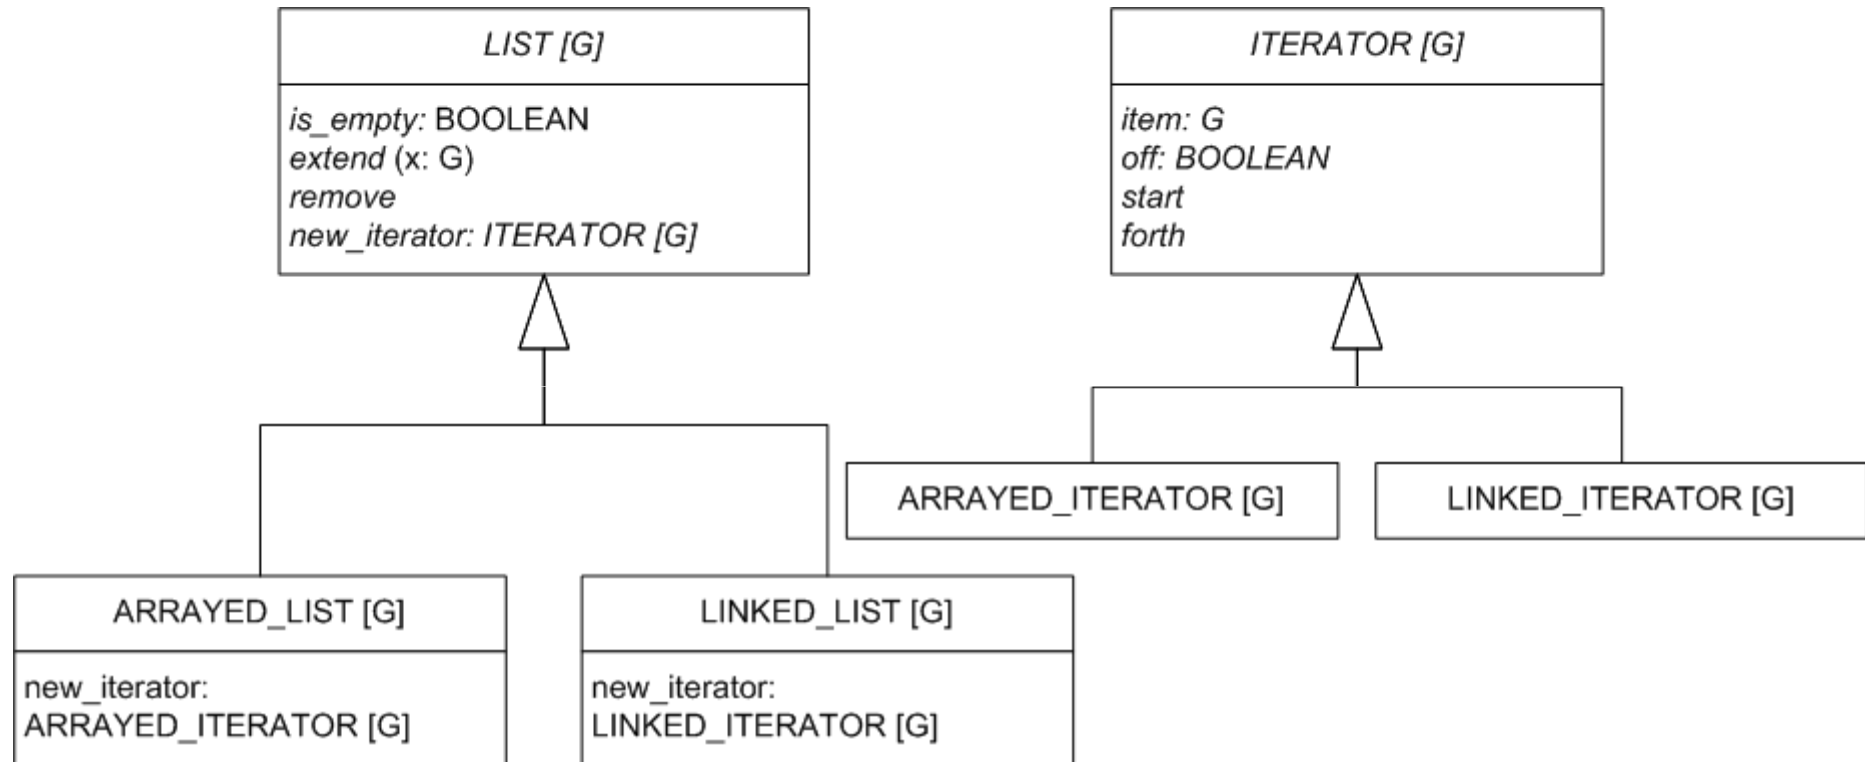 LIST [G]
is_empty: BOOLEAN
extend (x: G)
remove
new_iterator: ITERATOR [G]
ITERATOR [G]
item: G
off: BOOLEAN
start
forth
ARRAYED_ITERATOR [G]
LINKED_ITERATOR [G]
ARRAYED_LIST [G]
new_iterator:
ARRAYED_ITERATOR [G]
LINKED_LIST [G]
new_iterator:
LINKED_ITERATOR [G]